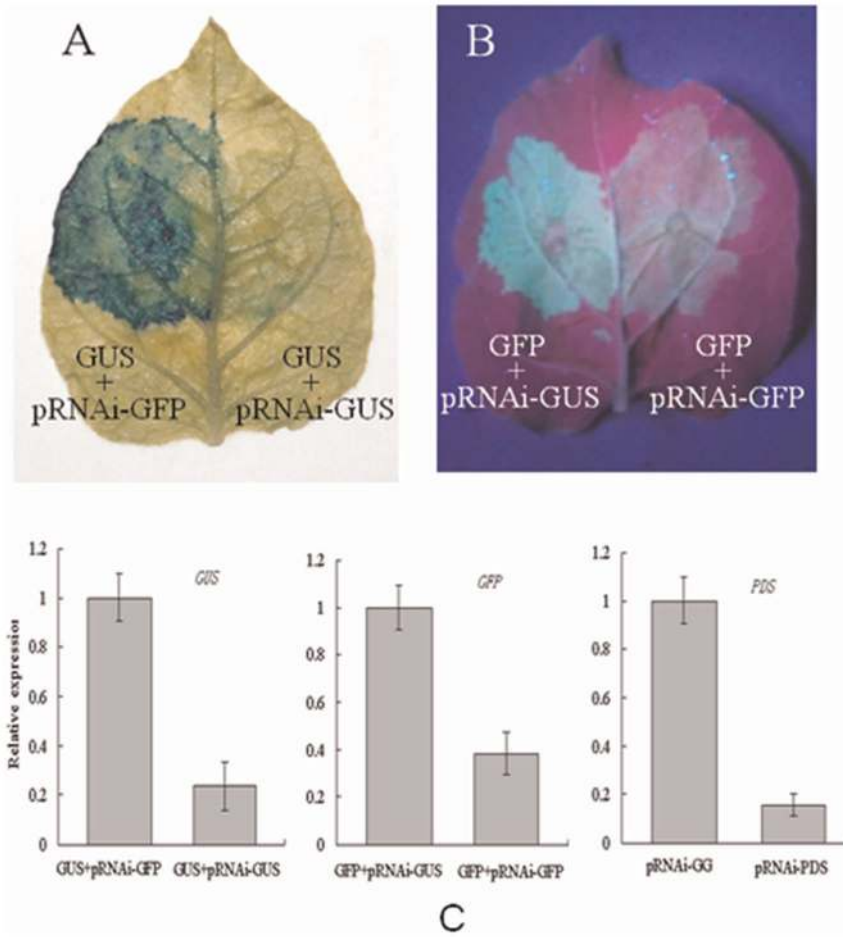 A
GUS
+
pRNAi-GFP
GUS
+
pRNAi-GUS
B
GFP
+
pRNAi-GUS
GFP
+
pRNAi-GFP
Relative expression
1.2
1
0.8
0.6
0.4
0.2
0
GUS
GUS+pRNAi-GFP
GUS+pRNAi-GUS
1.2
1
0.8
0.6
0.4
0.2
0
GFP
GFP+pRNAi-GUS
GFP+pRNAi-GFP
1.2
1
0.8
0.6
0.4
0.2
0
PDS
pRNAi-GG
pRNAi-PDS
C